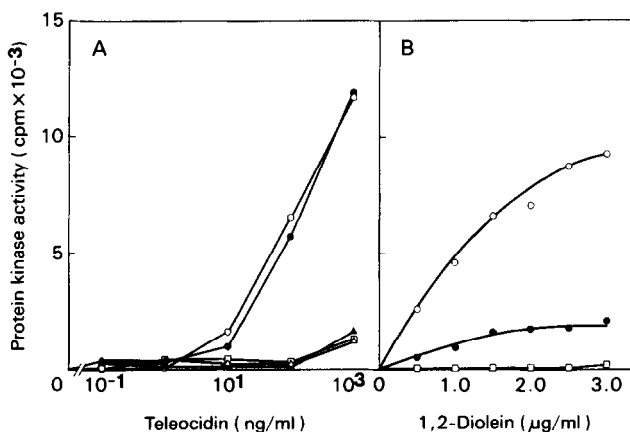 A
B
Protein kinase activity ( cpm × 10-3 )
15
10
5
0
10-1
101
103
0
1.0
2.0
3.0
Teleocidin ( ng/ml )
1,2-Diolein ( μg/ml )